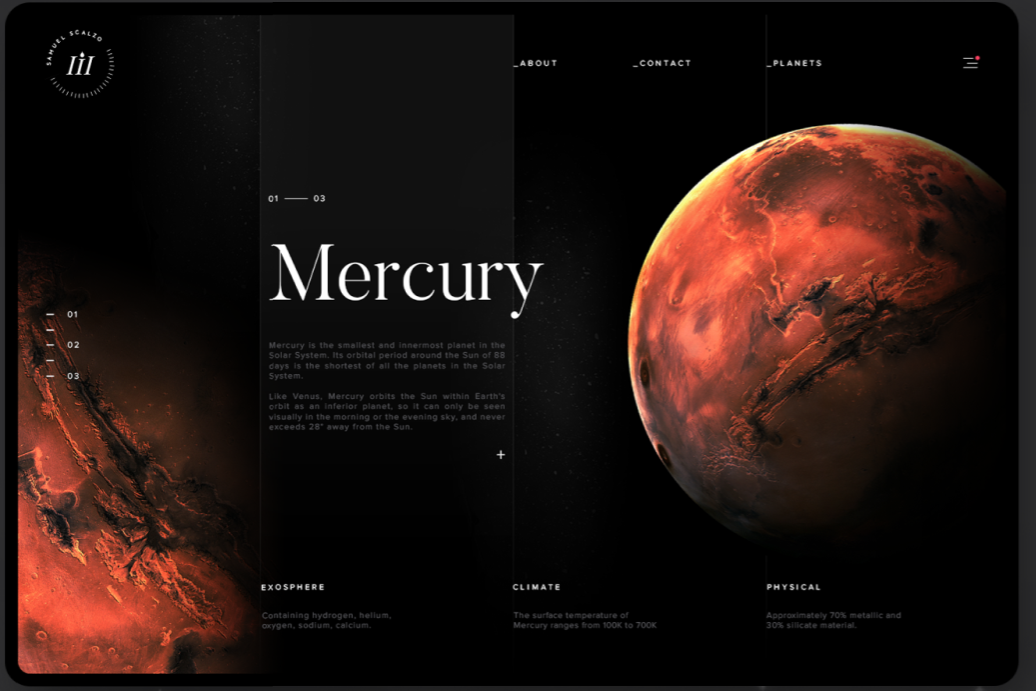 SAMUEL SCALZO
_ABOUT
_CONTACT
_PLANETS
01
03
Mercury
01
02
03
Mercury is the smallest and innermost planet in the
Solar System. Its orbital period around the Sun of 88
days is the shortest of all the planets in the Solar
System.
Like Venus, Mercury orbits the Sun within Earth's
orbit as an inferior planet, so it can only be seen
visually in the morning or the evening sky, and never
exceeds 28° away from the Sun.
+
EXOSPHERE
Containing hydrogen, helium,
oxygen, sodium, calcium.
CLIMATE
The surface temperature of
Mercury ranges from 100K to 700K
PHYSICAL
Approximately 70% metallic and
30% silicate material.